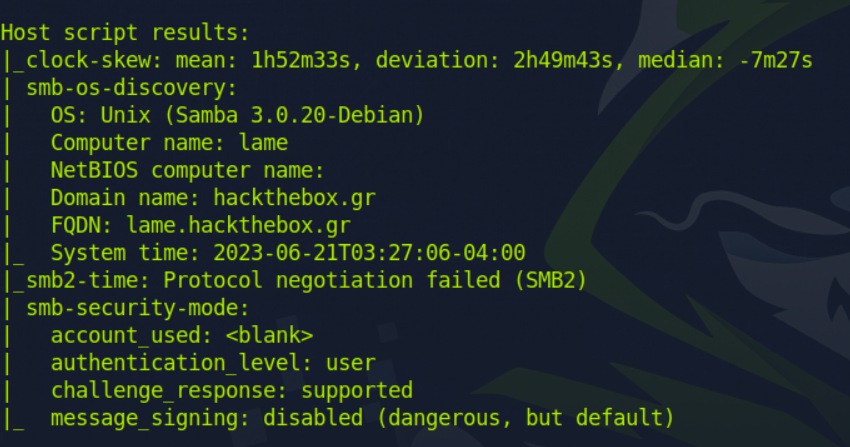 Host script results:
|_clock-skew: mean: 1h52m33s, deviation: 2h49m43s, median: -7m27s
| smb-os-discovery:
|   OS: Unix (Samba 3.0.20-Debian)
|   Computer name: lame
|   NetBIOS computer name:
|   Domain name: hackthebox.gr
|   FQDN: lame.hackthebox.gr
|_  System time: 2023-06-21T03:27:06-04:00
|_smb2-time: Protocol negotiation failed (SMB2)
| smb-security-mode:
|   account_used: <blank>
|   authentication_level: user
|   challenge_response: supported
|_  message_signing: disabled (dangerous, but default)